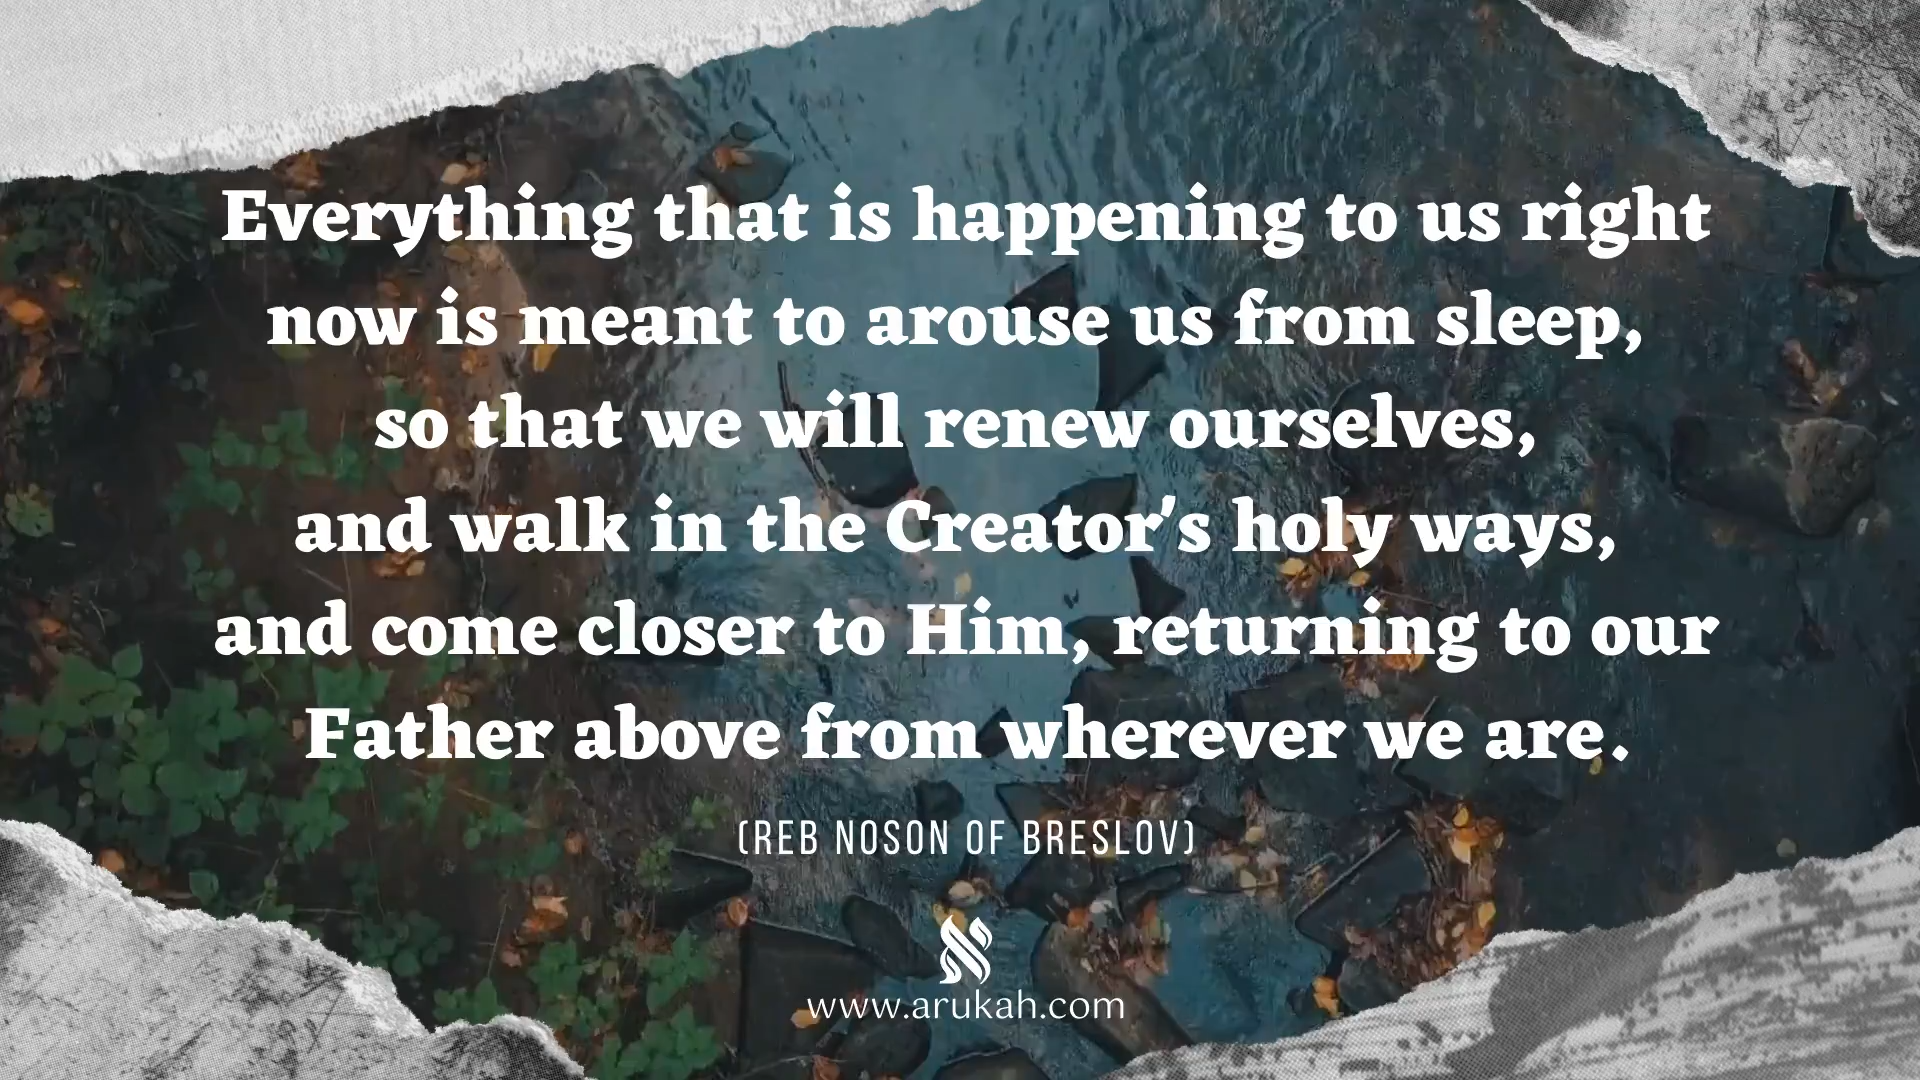 Everything that is happening to us right
now is meant to arouse us from sleep,
so that we will renew ourselves,
and walk in the Creator's holy ways,
and come closer to Him, returning to our
Father above from wherever we are.
(REB NOSON OF BRESLOV)
א
www.arukah.com